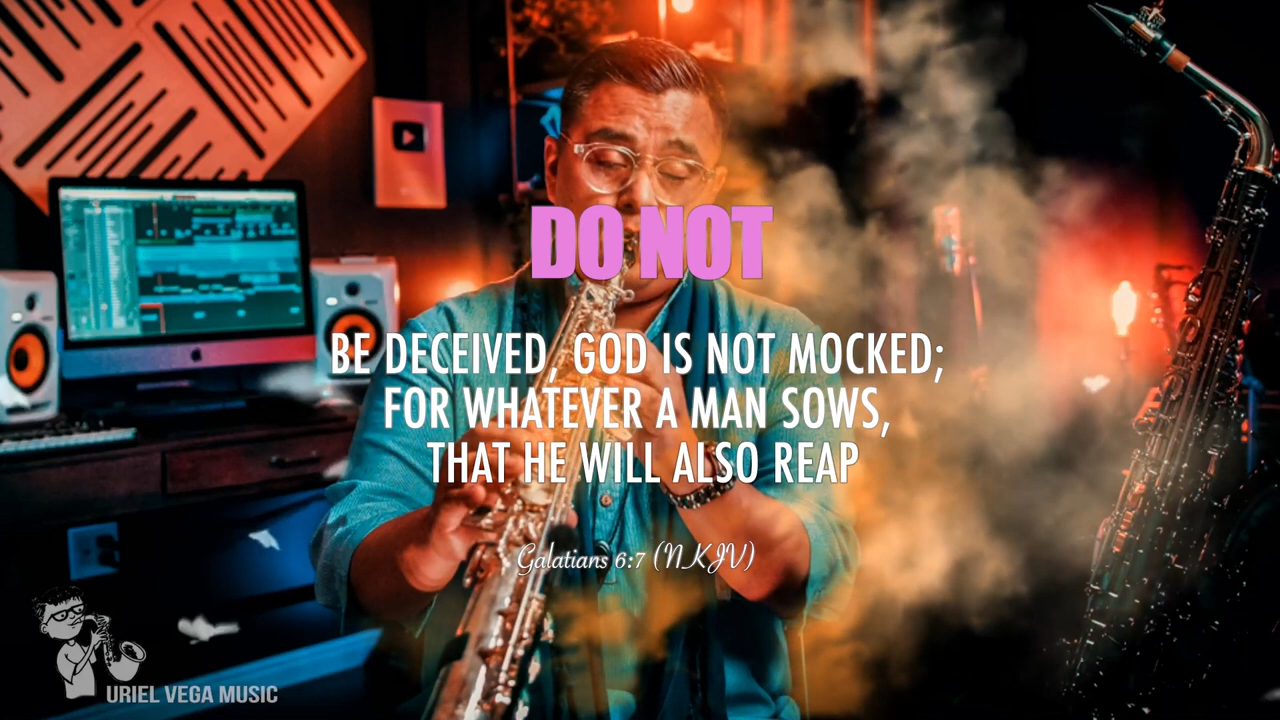 DO NOT
BE DECEIVED, GOD IS NOT MOCKED;
FOR WHATEVER A MAN SOWS,
THAT HE WILL ALSO REAP
Galatians 6:7 (NKJV)
URIEL VEGA MUSIC